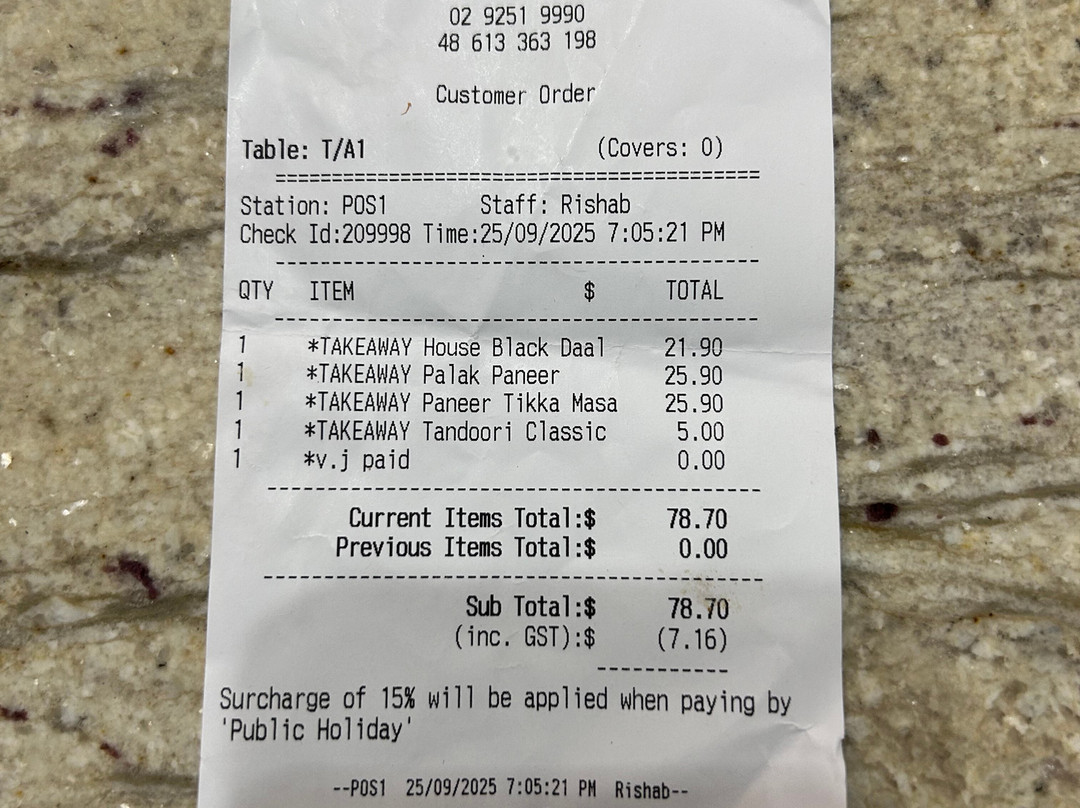 02 9251 9990
48 613 363 198
Customer Order
Table: T/A1 (Covers: 0)
===========================================
Station: POS1 Staff: Rishab
Check Id:209998 Time:25/09/2025 7:05:21 PM
-------------------------------------------
QTY ITEM $ TOTAL
-------------------------------------------
1 *TAKEAWAY House Black Daal 21.90
1 *TAKEAWAY Palak Paneer 25.90
1 *TAKEAWAY Paneer Tikka Masa 25.90
1 *TAKEAWAY Tandoori Classic 5.00
1 *v.j paid 0.00
-------------------------------------------
Current Items Total:$ 78.70
Previous Items Total:$ 0.00
-------------------------------------------
Sub Total:$ 78.70
(inc. GST):$ (7.16)
-----------
Surcharge of 15% will be applied when paying by
'Public Holiday'
--POS1 25/09/2025 7:05:21 PM Rishab--